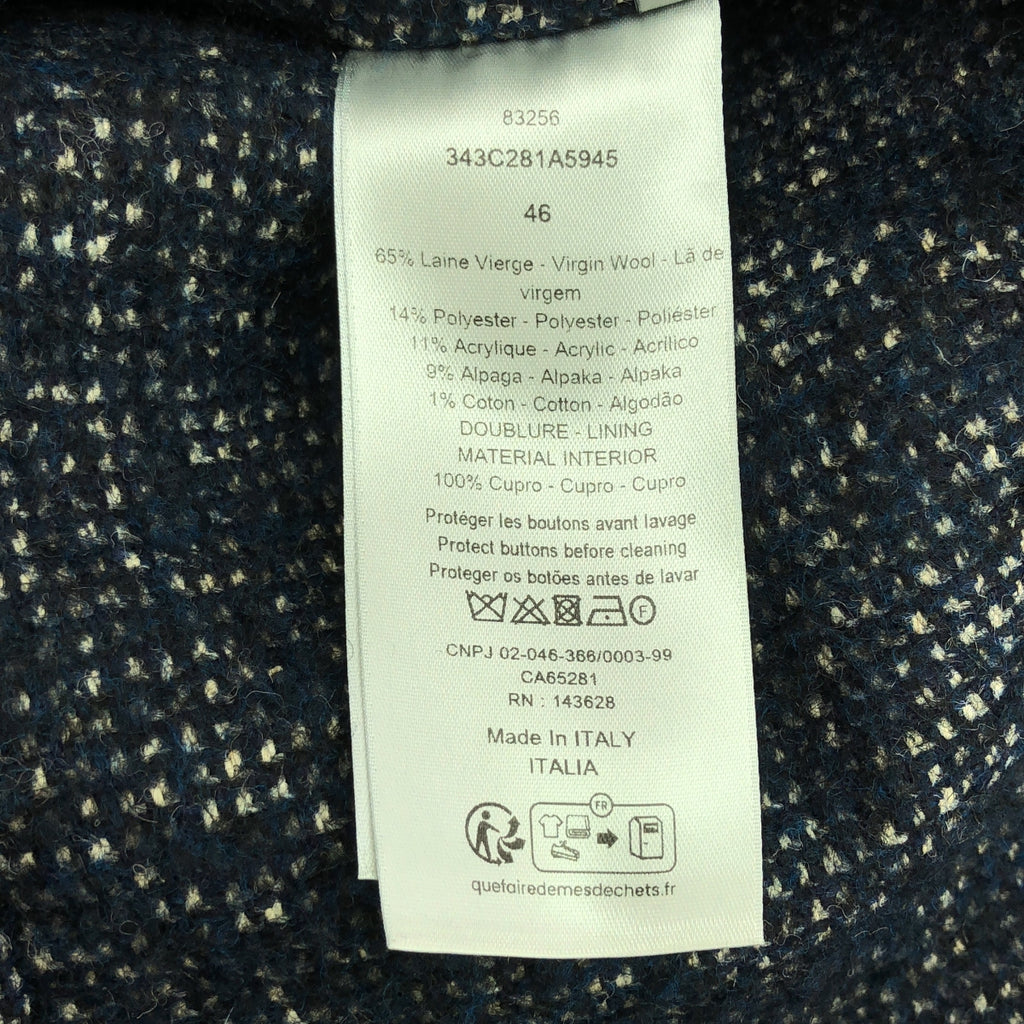 83256
343C281A5945
46
65% Laine Vierge - Virgin Wool - Lã de
virgem
14% Polyester - Polyester - Poliéster
11% Acrylique - Acrylic - Acrilico
9% Alpaga - Alpaka - Alpaka
1% Coton - Cotton - Algodão
DOUBLURE - LINING
MATERIAL INTERIOR
100% Cupro - Cupro - Cupro
Protéger les boutons avant lavage
Protect buttons before cleaning
Proteger os botões antes de lavar
F
CNPJ 02-046-366/0003-99
CA65281
RN : 143628
Made In ITALY
ITALIA
FR
quefairedemesdechets.fr